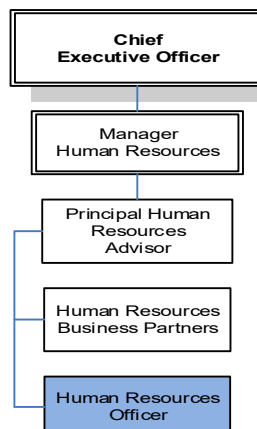 Chief
Executive Officer
Manager
Human Resources
Principal Human
Resources
Advisor
Human Resources
Business Partners
Human Resources
Officer